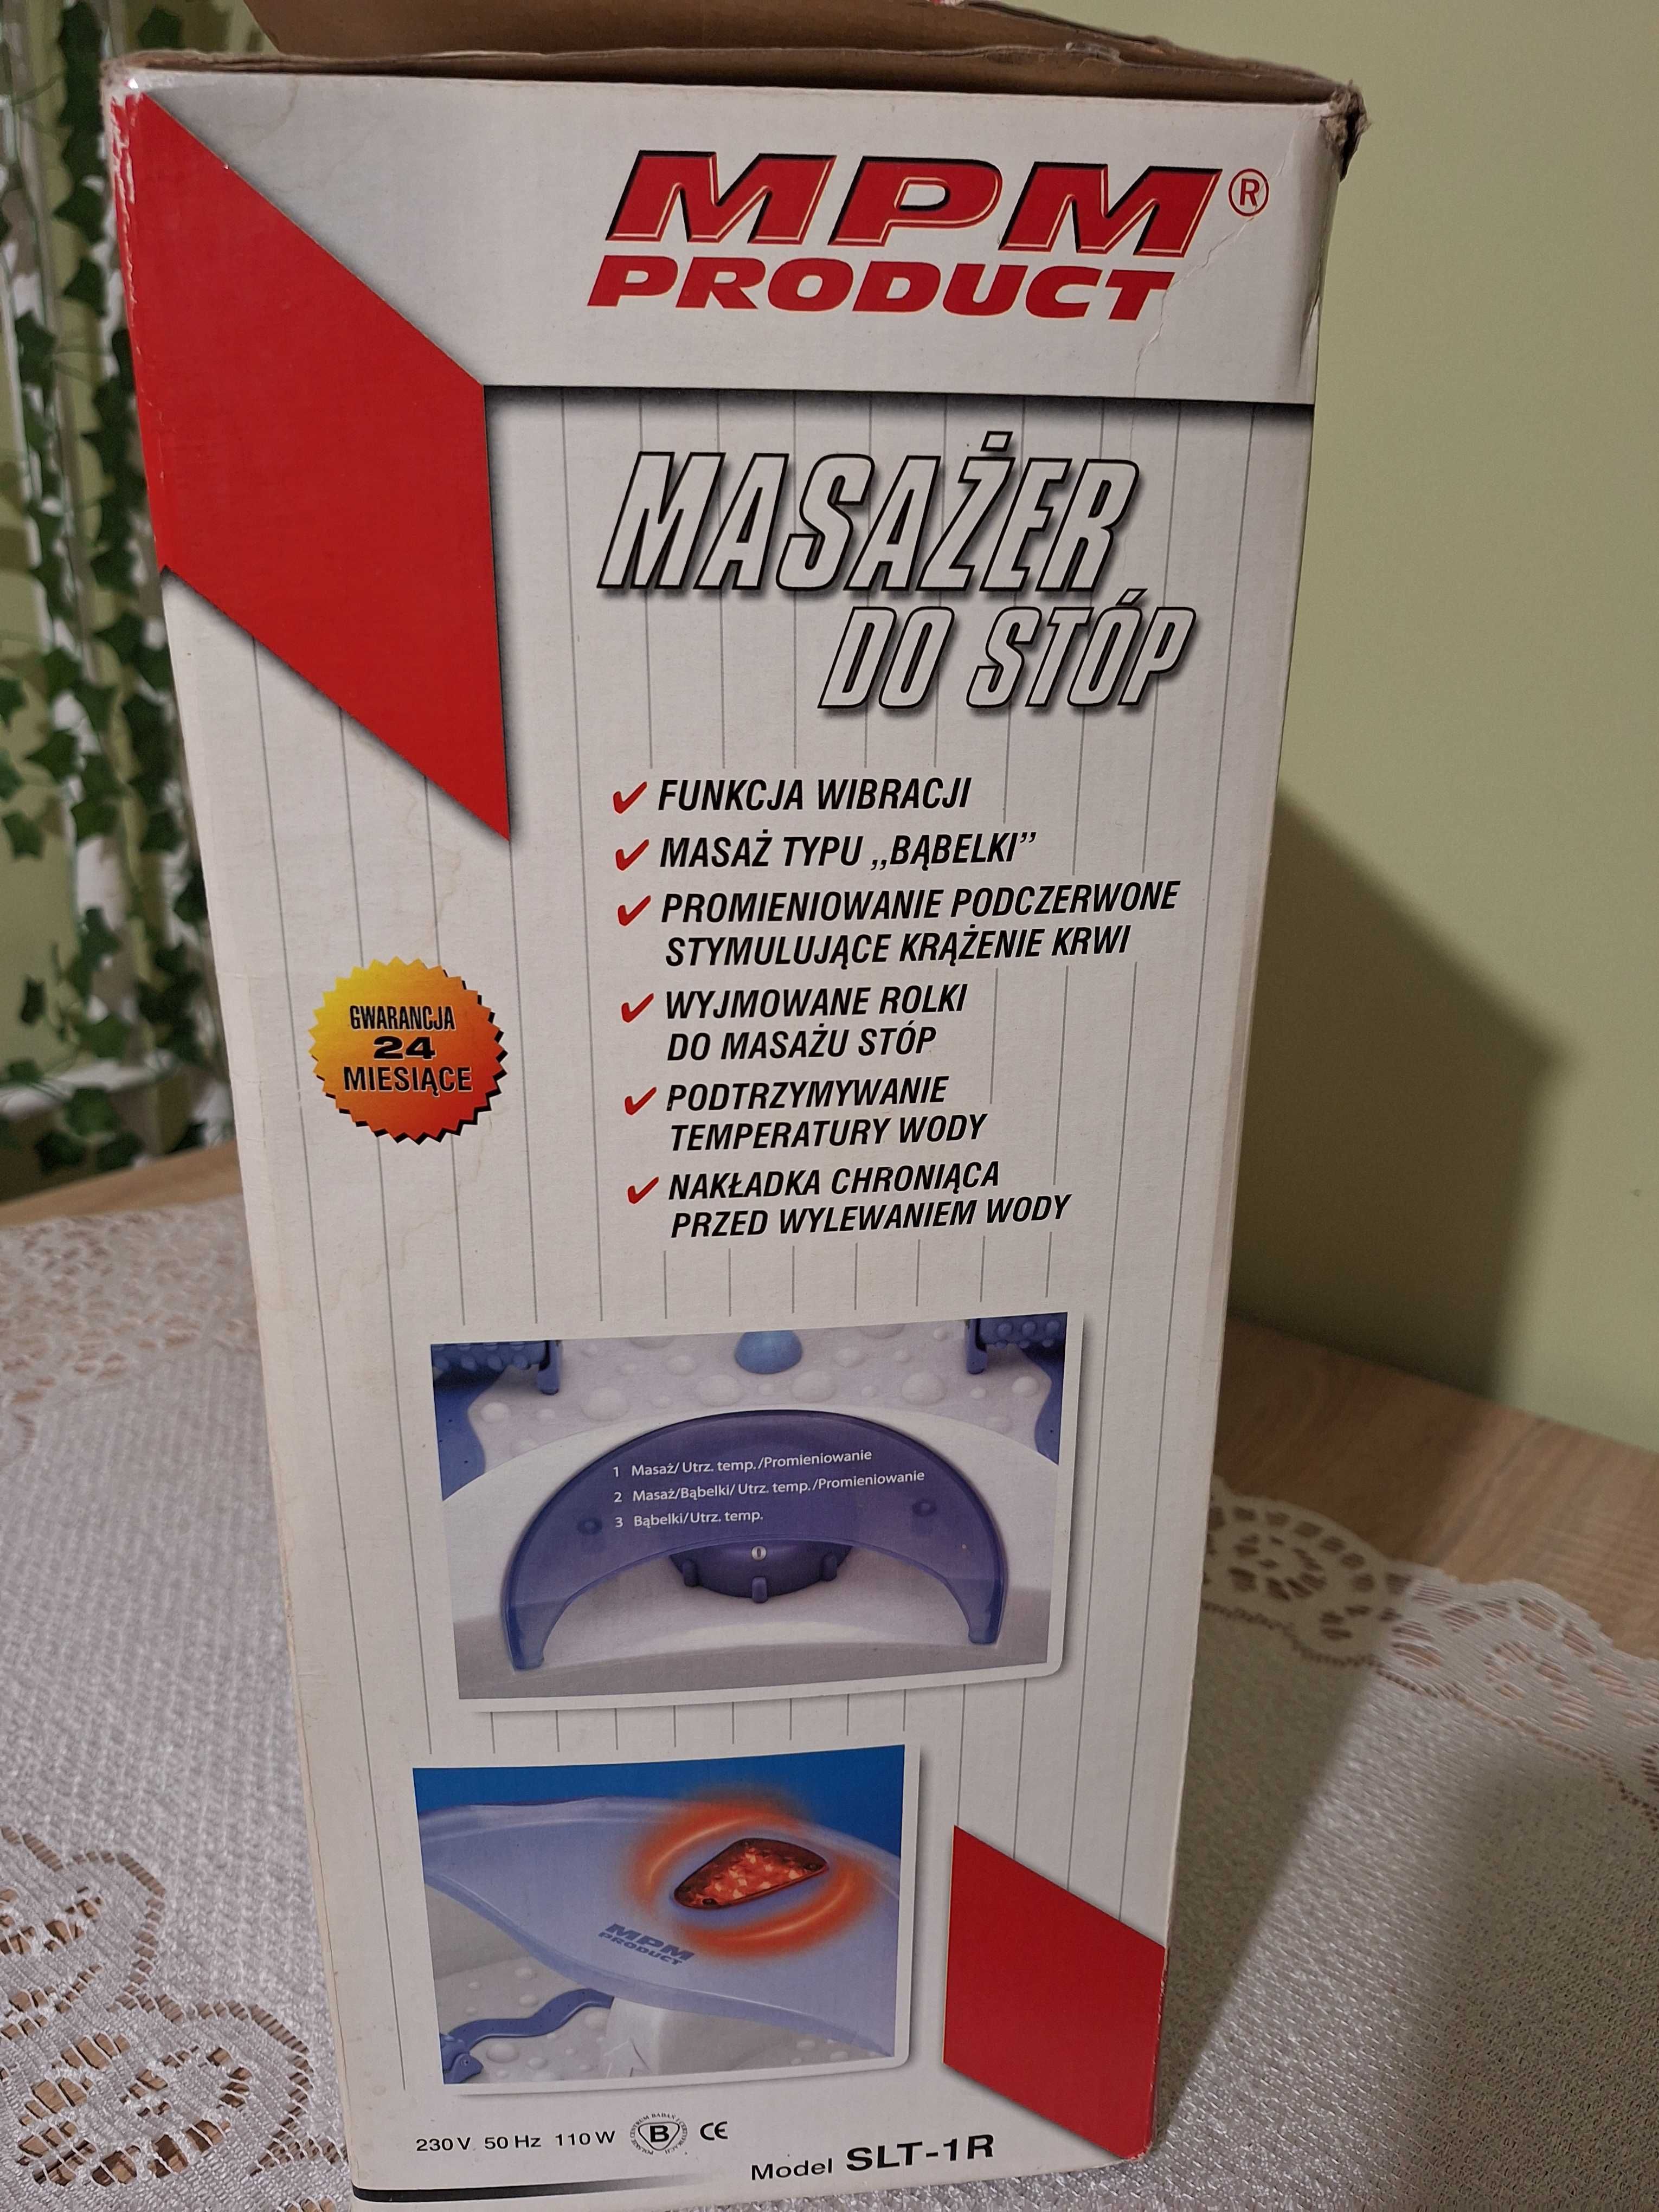 MPM®
PRODUCT
MASAŻER
DO STÓP
FUNKCJA WIBRACJI
MASAŻ TYPU „BĄBELKI”
PROMIENIOWANIE PODCZERWONE
STYMULUJĄCE KRĄŻENIE KRWI
WYJMOWANE ROLKI
DO MASAŻU STÓP
PODTRZYMYWANIE
TEMPERATURY WODY
NAKŁADKA CHRONIĄCA
PRZED WYLEWANIEM WODY
GWARANCJA
24
MIESIĄCE
1 Masaż/ Utrz. temp./Promieniowanie
2 Masaż/Bąbelki/ Utrz. temp./Promieniowanie
3 Bąbelki/Utrz. temp.
0
MPM
PRODUCT
230 V 50 Hz 110 W B CE
Model SLT-1R